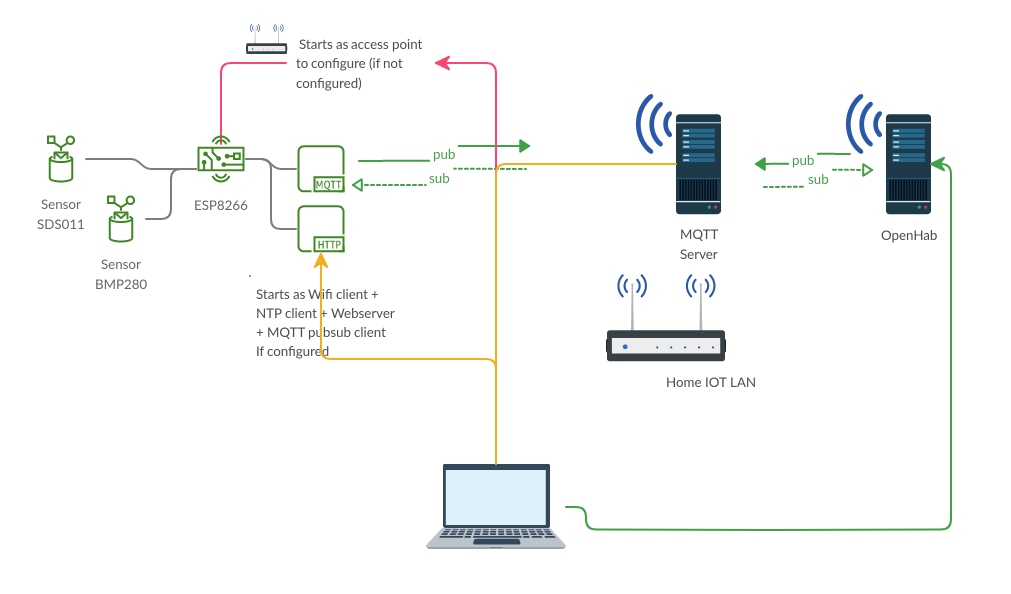 Starts as access point
to configure (if not
configured)
Sensor
SDS011
Sensor
BMP280
ESP8266
MQTT
HTTP
pub
sub
pub
sub
MQTT
Server
OpenHab
Starts as Wifi client +
NTP client + Webserver
+ MQTT pubsub client
If configured
Home IOT LAN